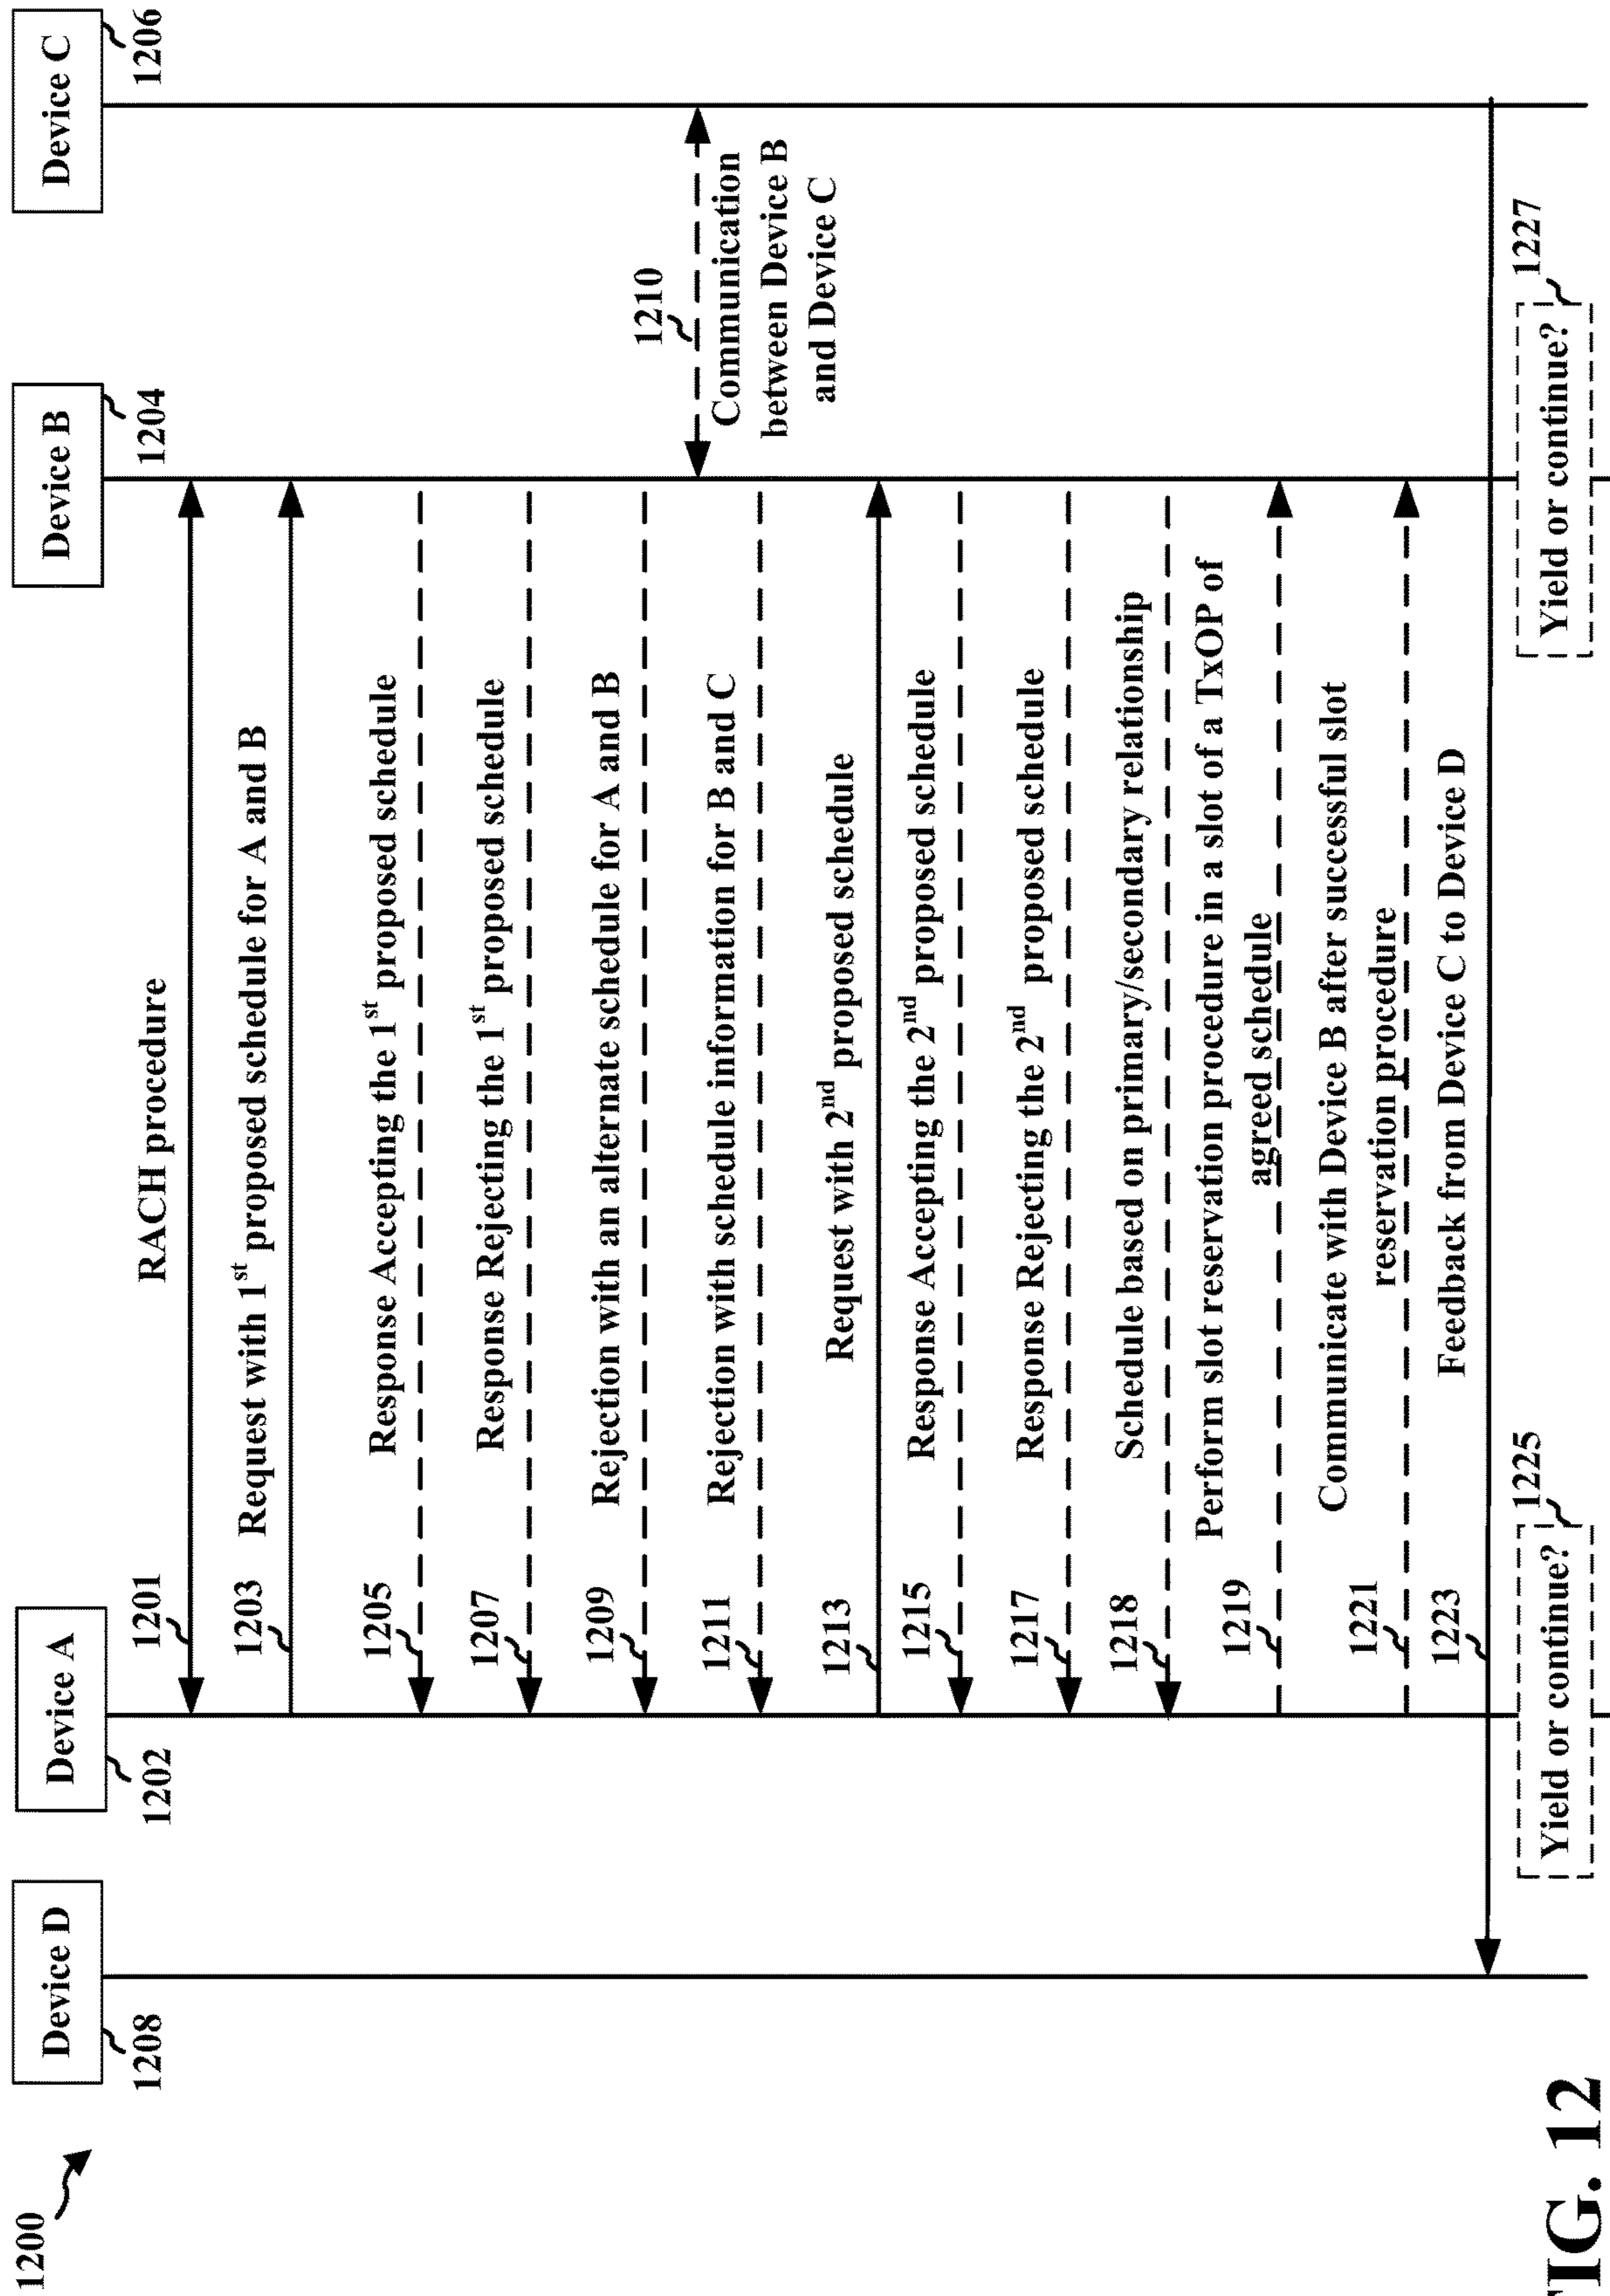 1200
Device D
1208
Device A
1202
Device B
1204
Device C
1206
1201
RACH procedure
1203
Request with 1st proposed schedule for A and B
1205
Response Accepting the 1st proposed schedule
1207
Response Rejecting the 1st proposed schedule
1209
Rejection with an alternate schedule for A and B
1210
Communication
between Device B
and Device C
1211
Rejection with schedule information for B and C
1213
Request with 2nd proposed schedule
1215
Response Accepting the 2nd proposed schedule
1217
Response Rejecting the 2nd proposed schedule
1218
Schedule based on primary/secondary relationship
1219
Perform slot reservation procedure in a slot of a TxOP of
agreed schedule
1221
Communicate with Device B after successful slot
reservation procedure
1223
Feedback from Device C to Device D
1225
Yield or continue?
1227
Yield or continue?
FIG. 12